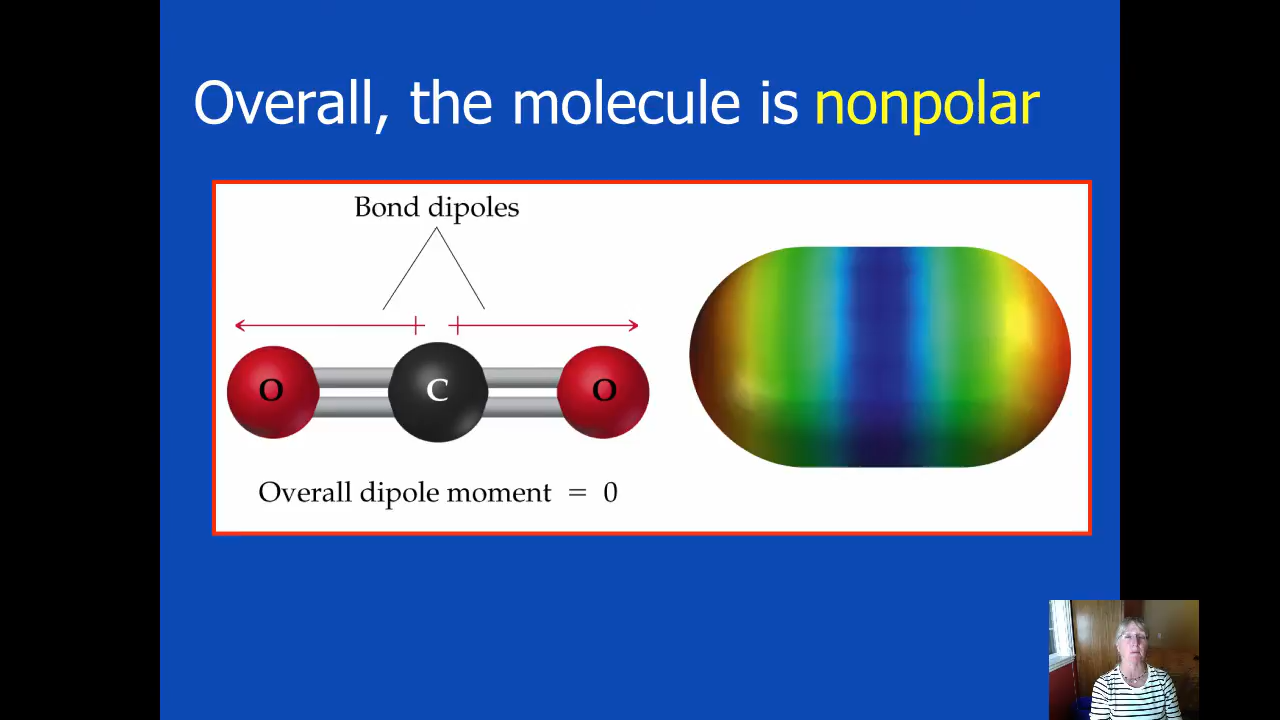 Overall, the molecule is nonpolar
Bond dipoles
O
C
O
Overall dipole moment = 0